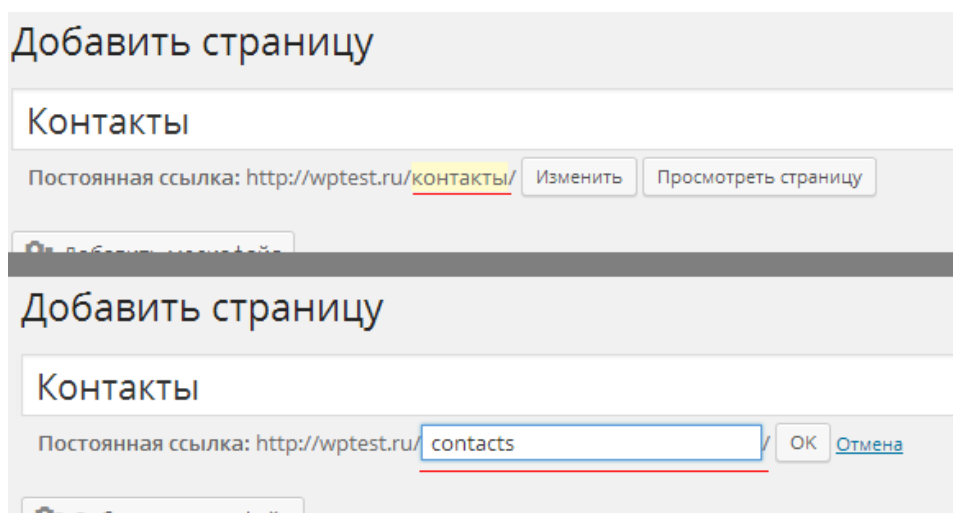 Добавить страницу
Контакты
Постоянная ссылка: http://wptest.ru/контакты/ Изменить Просмотреть страницу
Добавить страницу
Контакты
Постоянная ссылка: http://wptest.ru/ contacts / ОК Отмена